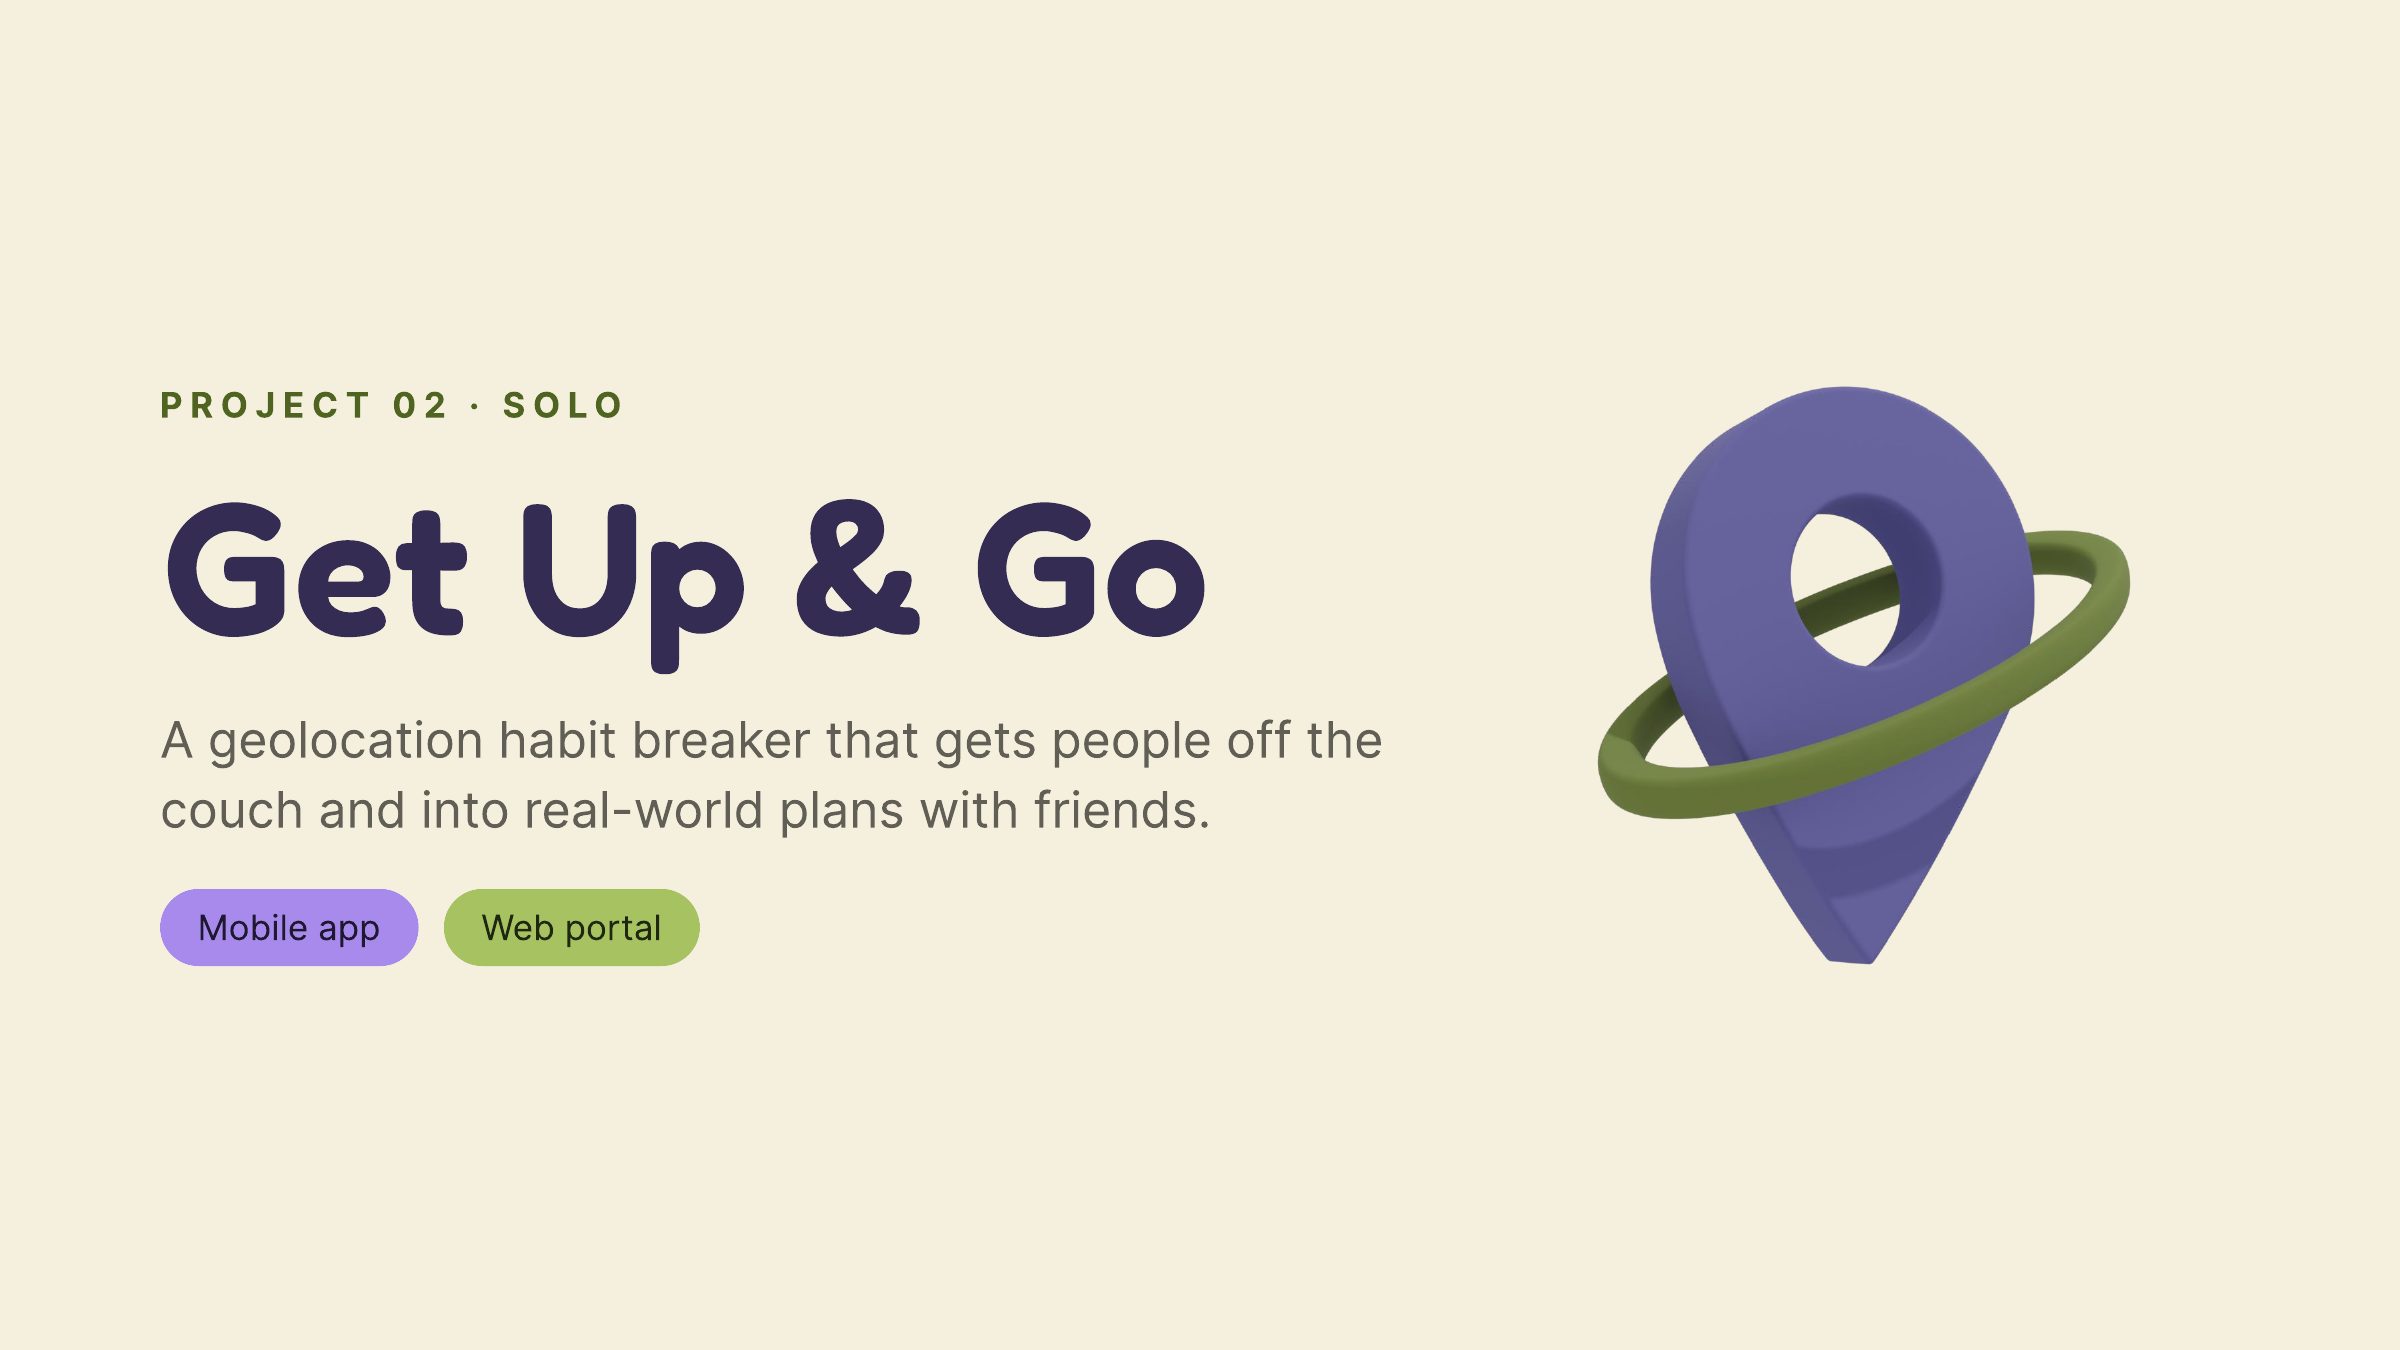 PROJECT 02 · SOLO
Get Up & Go
A geolocation habit breaker that gets people off the
couch and into real-world plans with friends.
Mobile app
Web portal